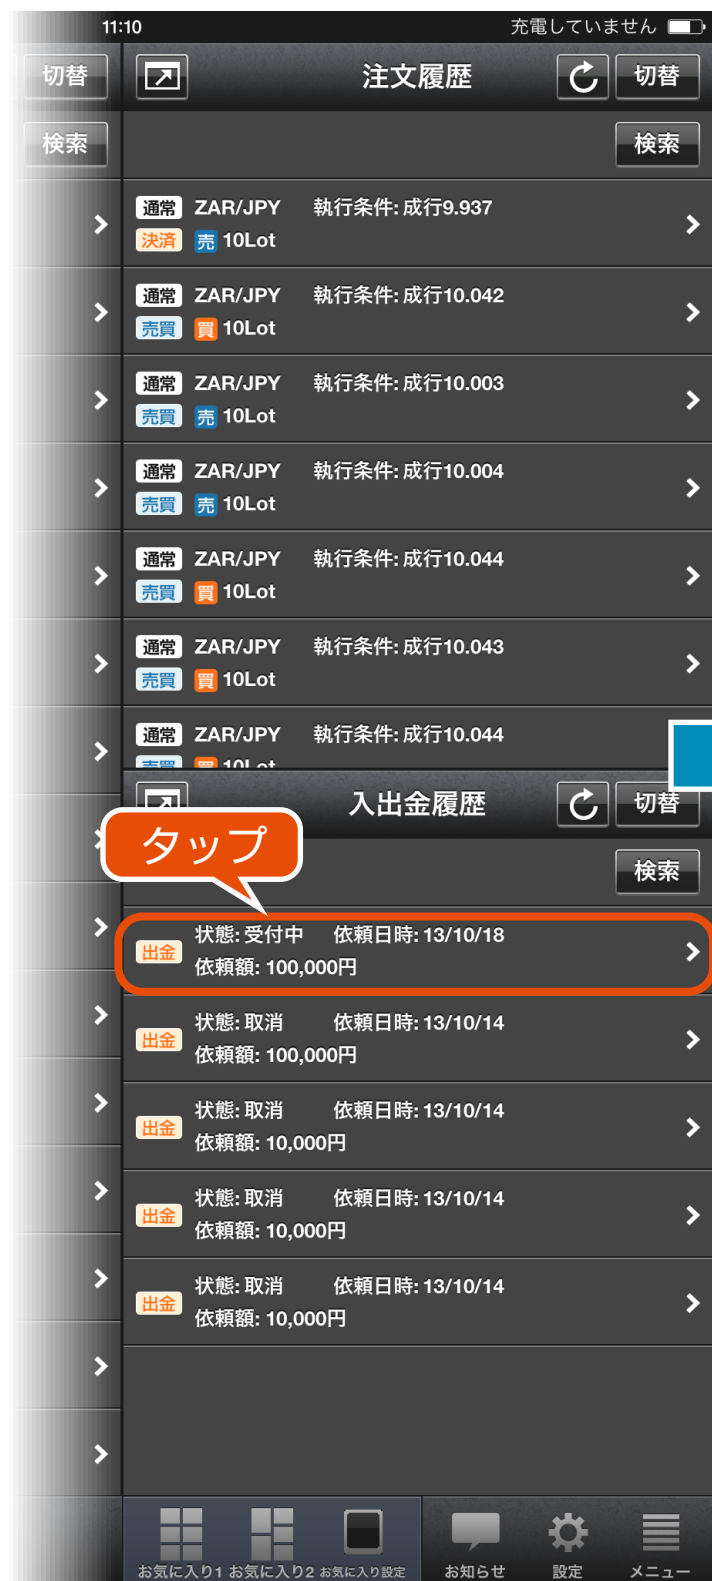 11:10 充電していません
切替 注文履歴 切替
検索 検索
通常 ZAR/JPY 執行条件: 成行9.937
決済 売 10Lot
通常 ZAR/JPY 執行条件: 成行10.042
売買 買 10Lot
通常 ZAR/JPY 執行条件: 成行10.003
売買 売 10Lot
通常 ZAR/JPY 執行条件: 成行10.004
売買 売 10Lot
通常 ZAR/JPY 執行条件: 成行10.044
売買 買 10Lot
通常 ZAR/JPY 執行条件: 成行10.043
売買 買 10Lot
通常 ZAR/JPY 執行条件: 成行10.044
売買 買 10Lot
入出金履歴 切替
タップ
検索
出金 状態: 受付中 依頼日時: 13/10/18
依頼額: 100,000円
出金 状態: 取消 依頼日時: 13/10/14
依頼額: 100,000円
出金 状態: 取消 依頼日時: 13/10/14
依頼額: 10,000円
出金 状態: 取消 依頼日時: 13/10/14
依頼額: 10,000円
出金 状態: 取消 依頼日時: 13/10/14
依頼額: 10,000円
お気に入り1 お気に入り2 お気に入り設定 お知らせ 設定 メニュー